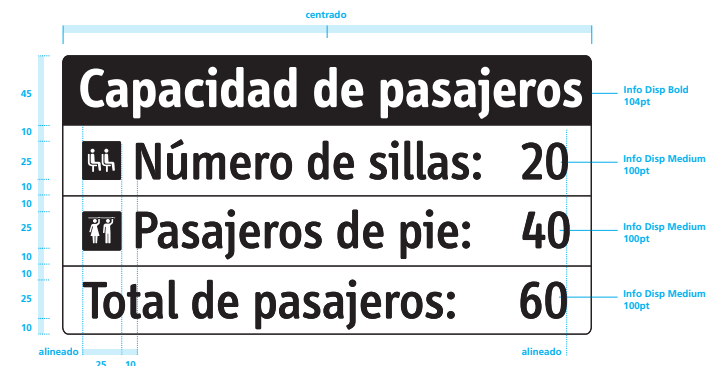 centrado
45
Capacidad de pasajeros
Info Disp Bold
104pt
10
25
Número de sillas: 20
Info Disp Medium
100pt
10
10
25
Pasajeros de pie: 40
Info Disp Medium
100pt
10
10
25
Total de pasajeros: 60
Info Disp Medium
100pt
10
alineado
alineado
25 10